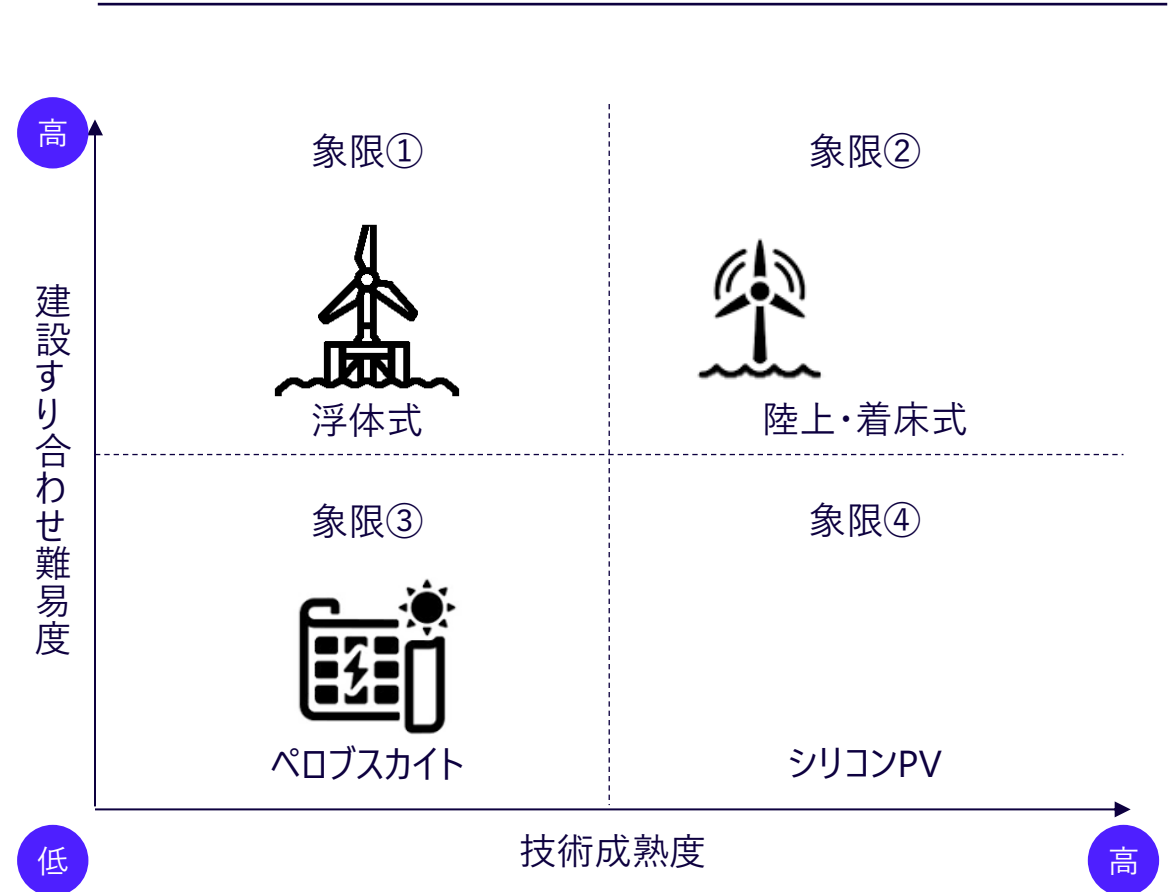 高
象限①
象限②
建設すり合わせ難易度
浮体式
陸上・着床式
象限③
象限④
ペロブスカイト
シリコンPV
低
技術成熟度
高